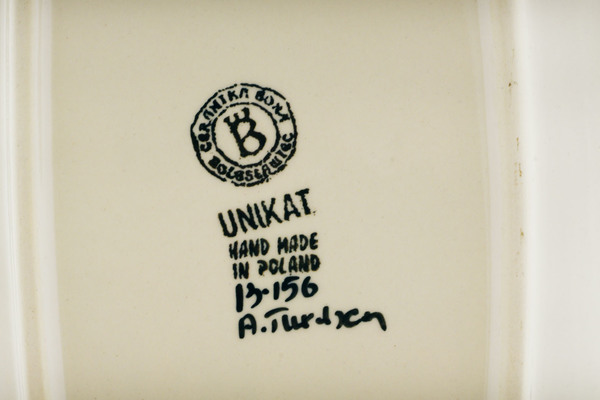 CERAMIKA BONA
B
BOLESŁAWIEC
UNIKAT
HAND MADE
IN POLAND
13-156